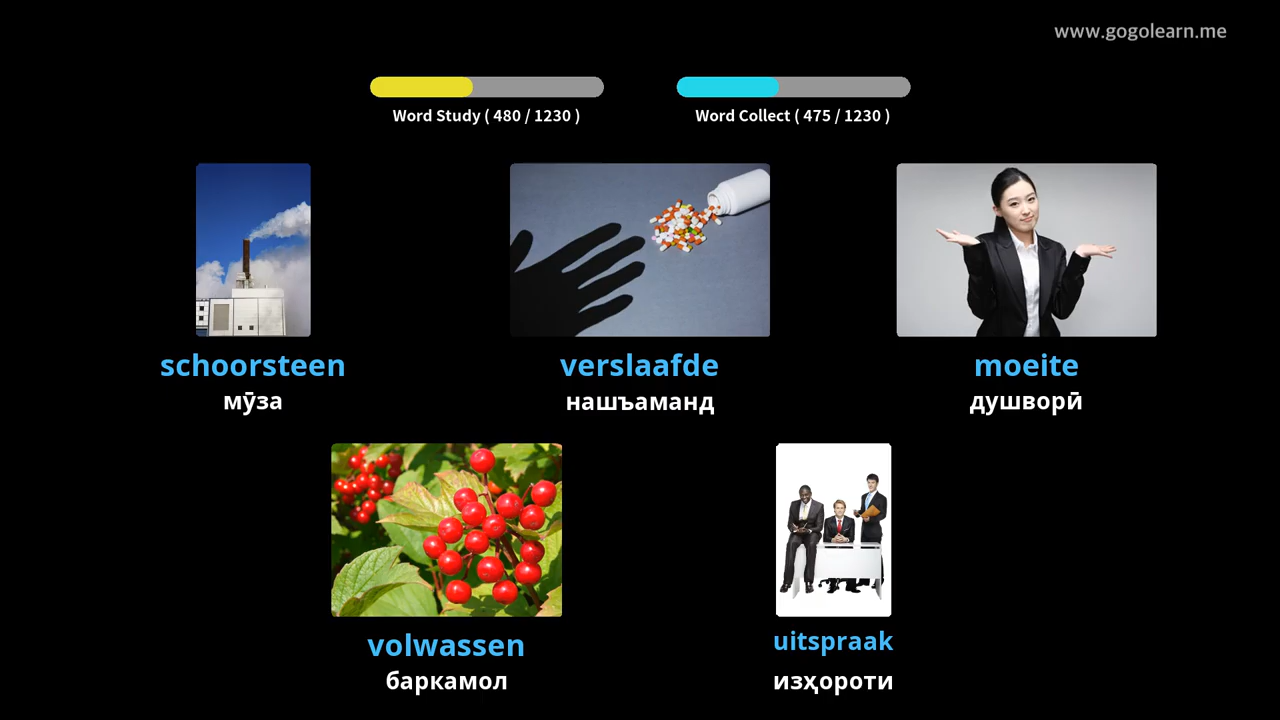 www.gogolearn.me
Word Study ( 480 / 1230 )
Word Collect ( 475 / 1230 )
schoorsteen
мӯза
verslaafde
нашъаманд
moeite
душворӣ
volwassen
баркамол
uitspraak
изҳороти